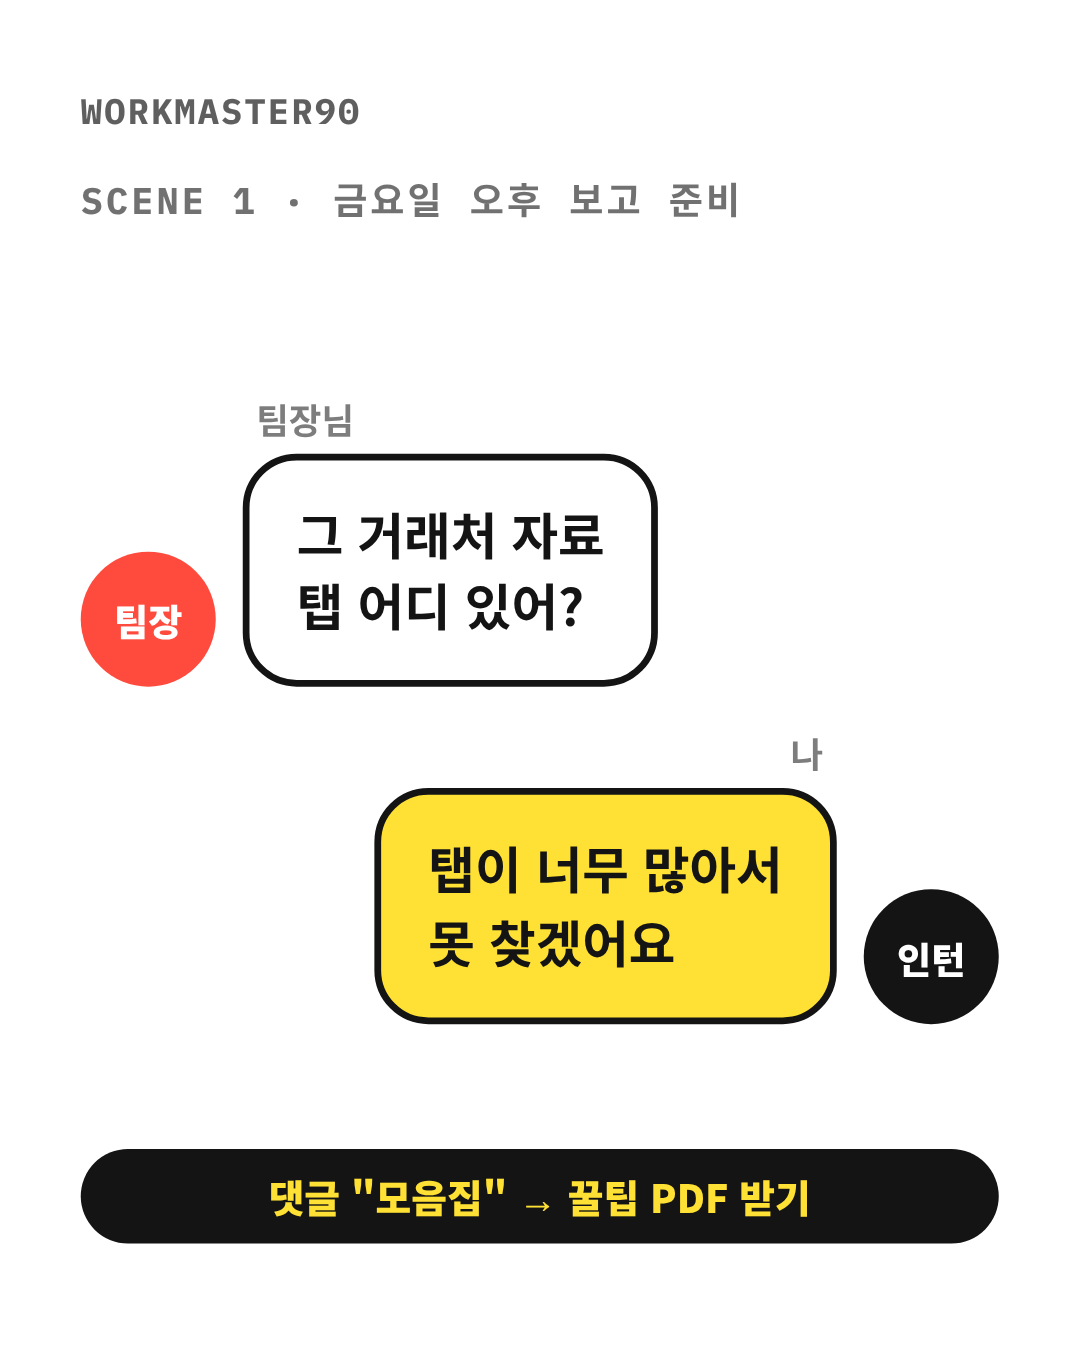 WORKMASTER90
SCENE 1 · 금요일 오후 보고 준비
팀장님
그 거래처 자료
탭 어디 있어?
팀장
나
탭이 너무 많아서
못 찾겠어요
인턴
댓글 "모음집" → 꿀팁 PDF 받기